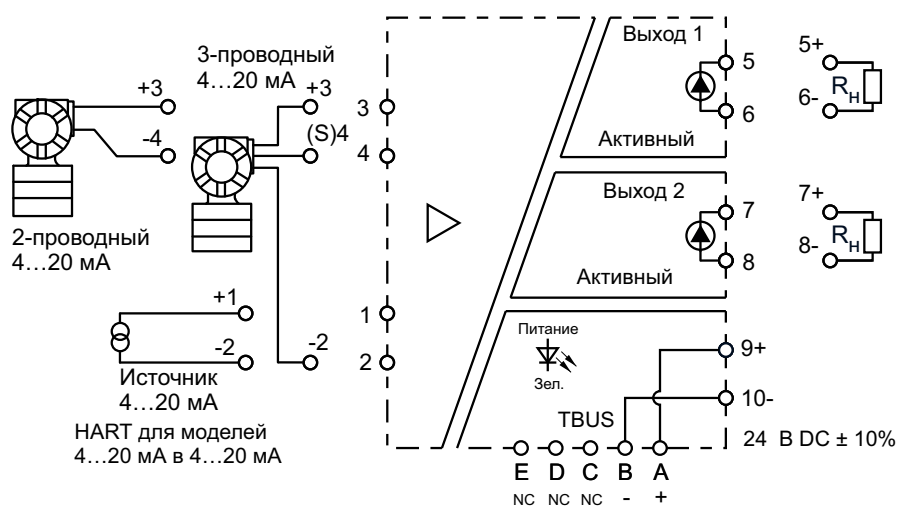 3-проводный
4…20 мА
+3
-4
+3
(S)4
-2
2-проводный
4…20 мА
+1
-2
Источник
4…20 мА
HART для моделей
4…20 мА в 4…20 мА
3
4
1
2
Выход 1
Активный
5
6
5+
6-
RH
Выход 2
Активный
7
8
7+
8-
RH
Питание
Зел.
9+
10-
TBUS
24 В DC ± 10%
E D C B A
NC NC NC - +